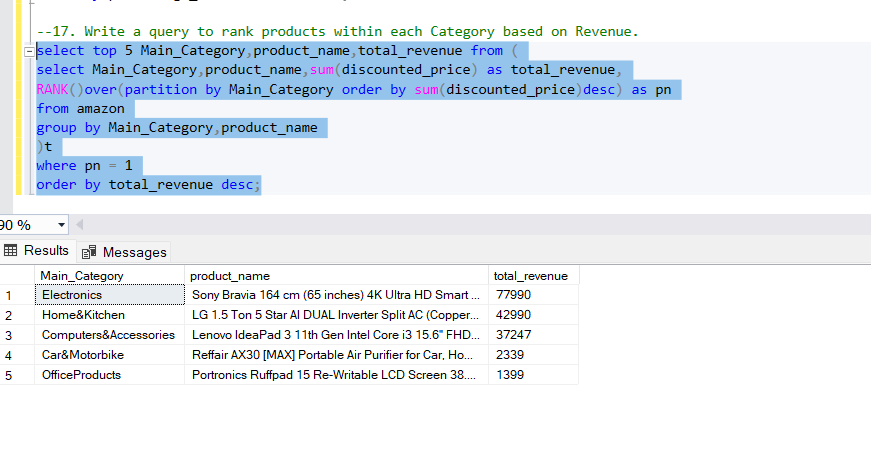 --17. Write a query to rank products within each Category based on Revenue.
select top 5 Main_Category,product_name,total_revenue from (
select Main_Category,product_name,sum(discounted_price) as total_revenue,
RANK()over(partition by Main_Category order by sum(discounted_price)desc) as pn
from amazon
group by Main_Category,product_name
)t
where pn = 1
order by total_revenue desc;
90 %
Results Messages
Main_Category product_name total_revenue
1 Electronics Sony Bravia 164 cm (65 inches) 4K Ultra HD Smart ... 77990
2 Home&Kitchen LG 1.5 Ton 5 Star AI DUAL Inverter Split AC (Copper... 42990
3 Computers&Accessories Lenovo IdeaPad 3 11th Gen Intel Core i3 15.6" FHD... 37247
4 Car&Motorbike Reffair AX30 [MAX] Portable Air Purifier for Car, Ho... 2339
5 OfficeProducts Portronics Ruffpad 15 Re-Writable LCD Screen 38.... 1399